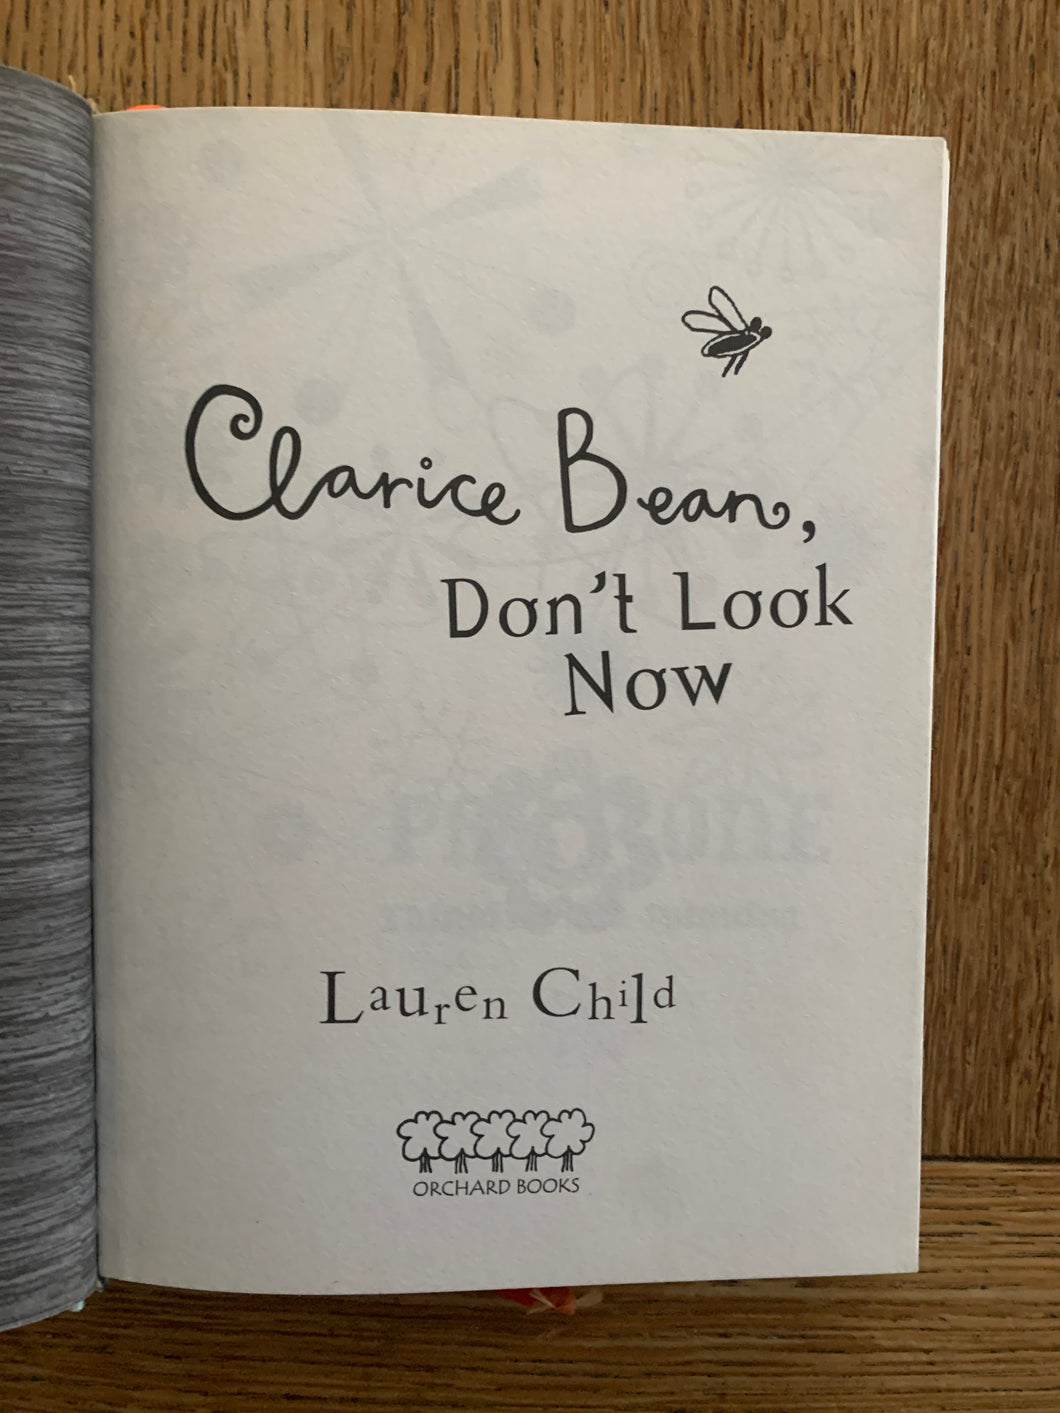 Clarice Bean,
Don't Look
Now
Lauren Child
ORCHARD BOOKS